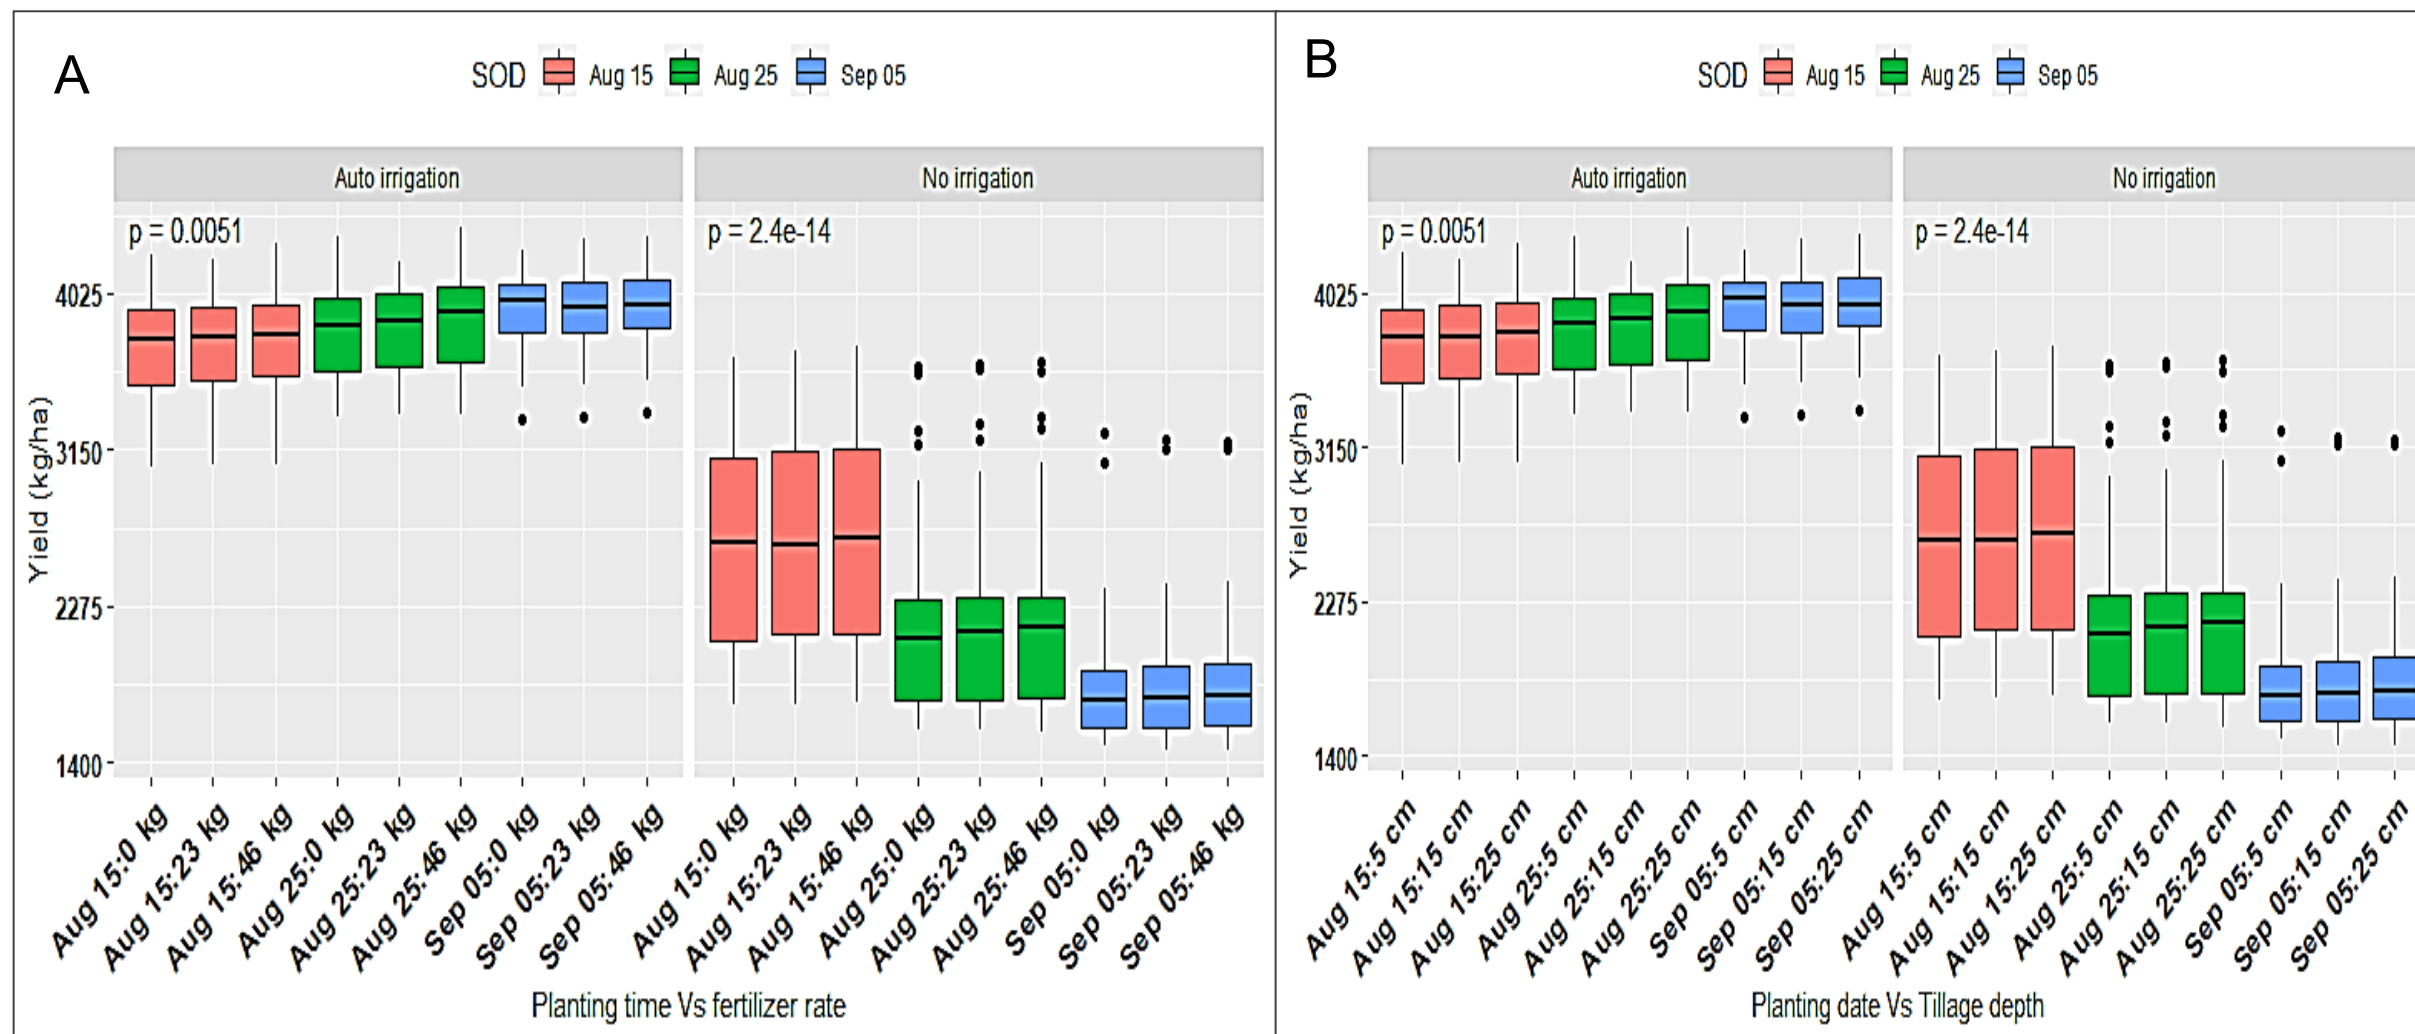 A
SOD Aug 15 Aug 25 Sep 05
Auto irrigation No irrigation
p = 0.0051 p = 2.4e-14
Yield (kg/ha)
4025
3150
2275
1400
Aug 15:0 kg Aug 15:23 kg Aug 15:46 kg Aug 25:0 kg Aug 25:23 kg Aug 25:46 kg Sep 05:0 kg Sep 05:23 kg Sep 05:46 kg Aug 15:0 kg Aug 15:23 kg Aug 15:46 kg Aug 25:0 kg Aug 25:23 kg Aug 25:46 kg Sep 05:0 kg Sep 05:23 kg Sep 05:46 kg
Planting time Vs fertilizer rate
B
SOD Aug 15 Aug 25 Sep 05
Auto irrigation No irrigation
p = 0.0051 p = 2.4e-14
Yield (kg/ha)
4025
3150
2275
1400
Aug 15:5 cm Aug 15:15 cm Aug 15:25 cm Aug 25:5 cm Aug 25:15 cm Aug 25:25 cm Sep 05:5 cm Sep 05:15 cm Sep 05:25 cm Aug 15:5 cm Aug 15:15 cm Aug 15:25 cm Aug 25:5 cm Aug 25:15 cm Aug 25:25 cm Sep 05:5 cm Sep 05:15 cm Sep 05:25 cm
Planting date Vs Tillage depth